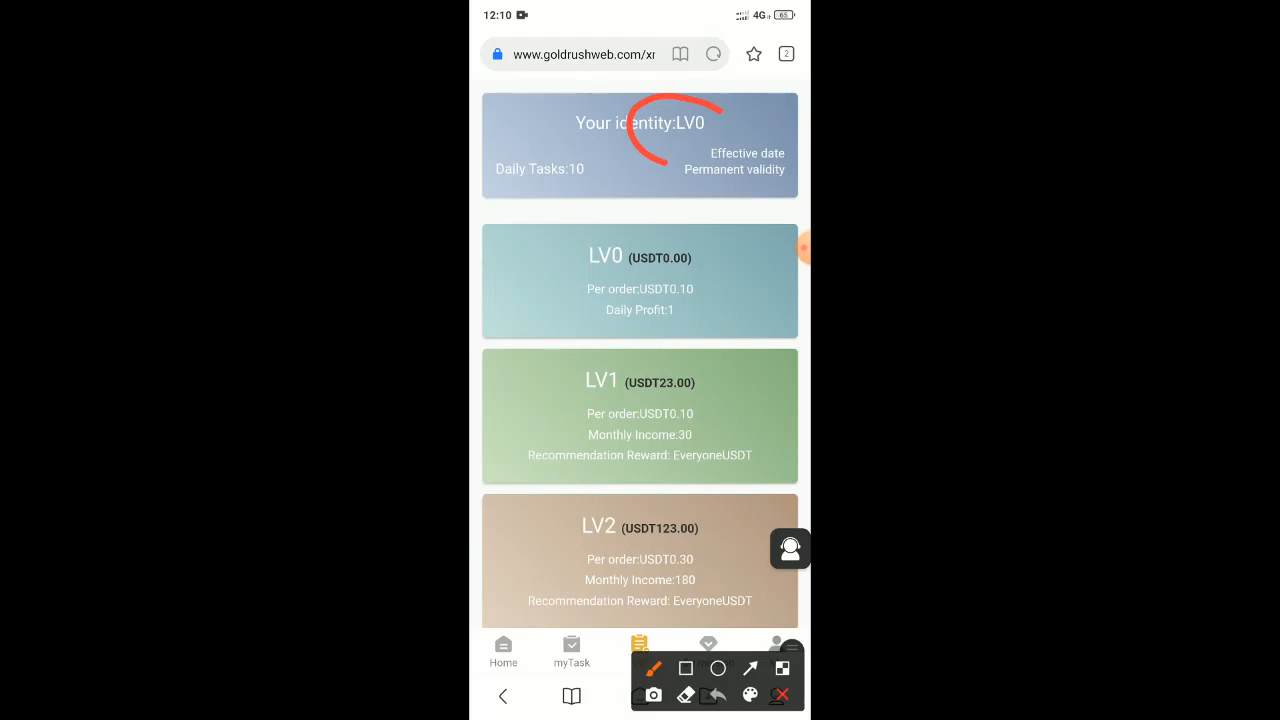 12:10
4G
65
www.goldrushweb.com/xr
2
Your identity:LV0
Effective date
Daily Tasks:10
Permanent validity
LV0 (USDT0.00)
Per order:USDT0.10
Daily Profit:1
LV1 (USDT23.00)
Per order:USDT0.10
Monthly Income:30
Recommendation Reward: EveryoneUSDT
LV2 (USDT123.00)
Per order:USDT0.30
Monthly Income:180
Recommendation Reward: EveryoneUSDT
Home
myTask